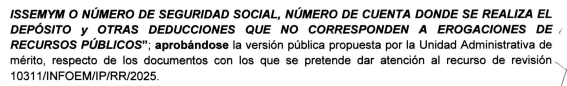 ISSEMYM O NÚMERO DE SEGURIDAD SOCIAL, NÚMERO DE CUENTA DONDE SE REALIZA EL
DEPÓSITO y OTRAS DEDUCCIONES QUE NO CORRESPONDEN A EROGACIONES DE
RECURSOS PÚBLICOS”; aprobándose la versión pública propuesta por la Unidad Administrativa de
mérito, respecto de los documentos con los que se pretende dar atención al recurso de revisión
10311/INFOEM/IP/RR/2025.